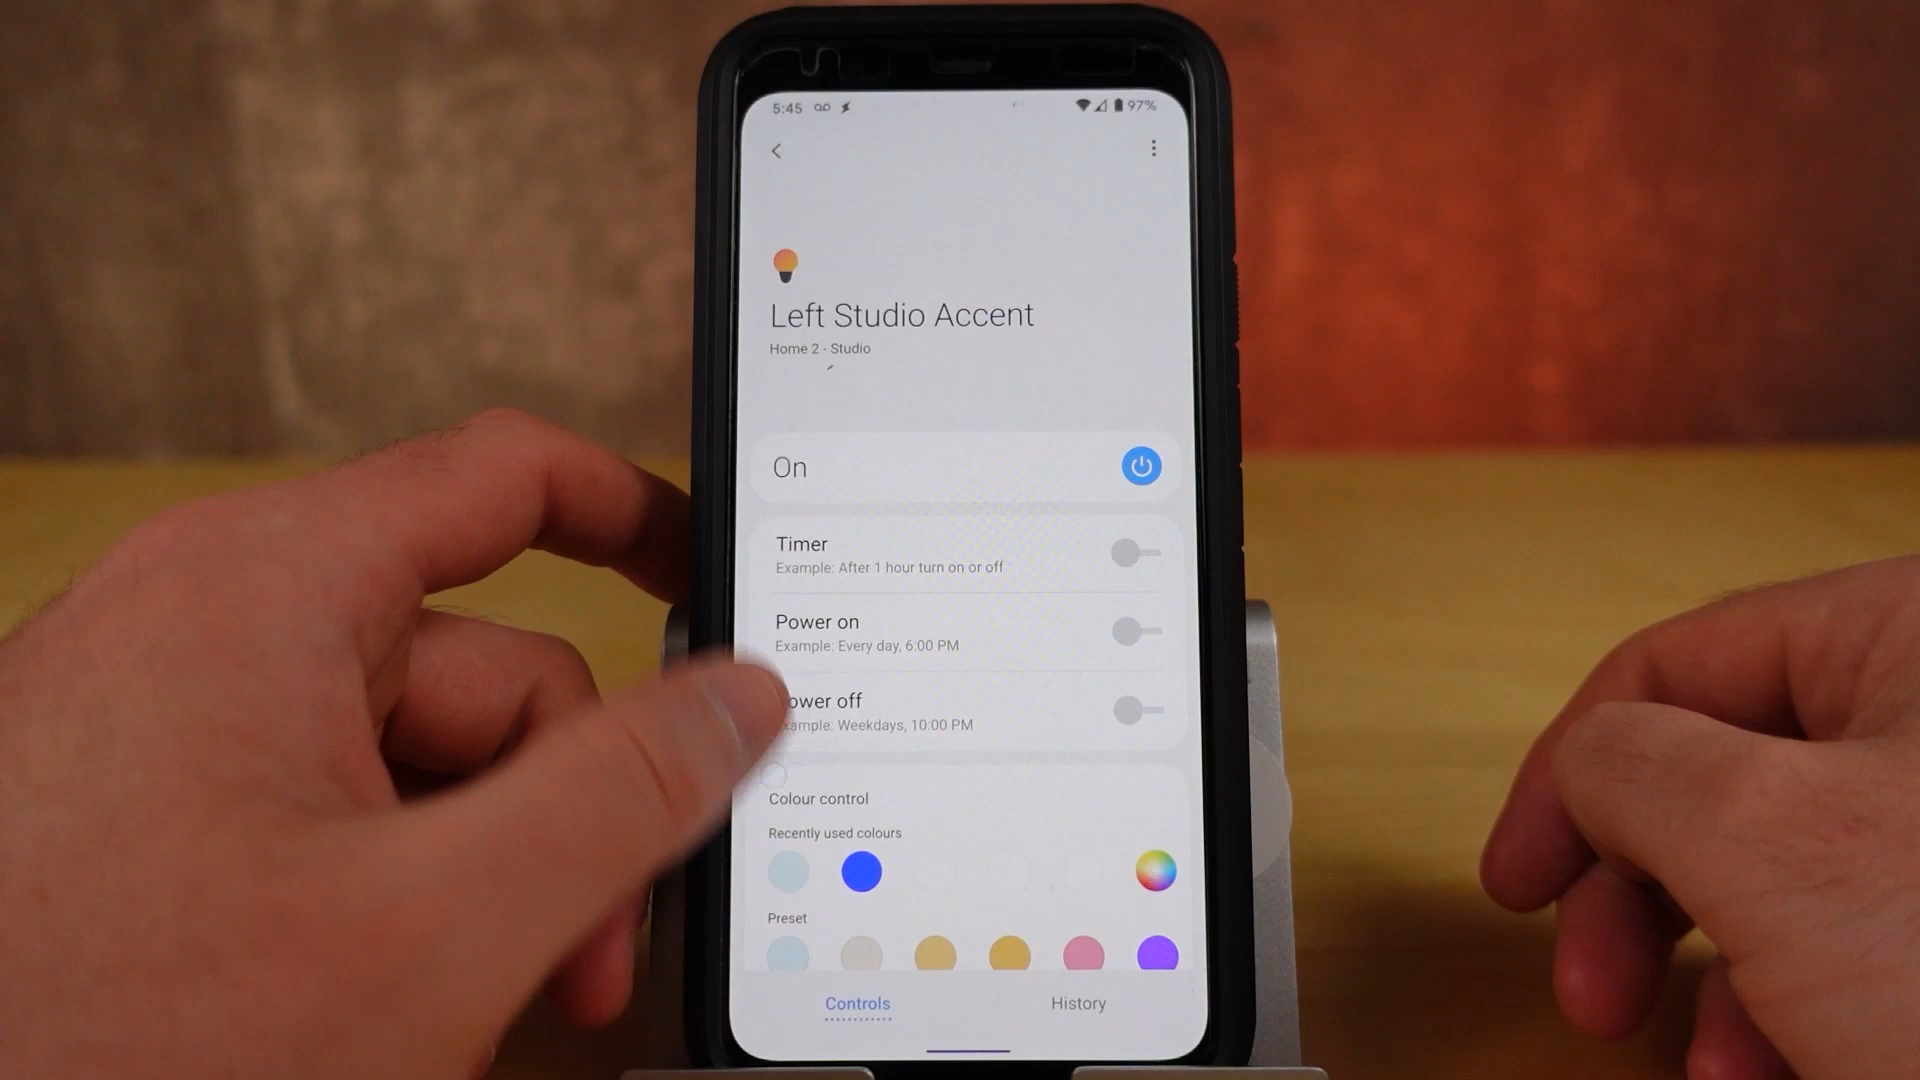 5:45
97%
Left Studio Accent
Home 2 - Studio
On
Timer
Example: After 1 hour turn on or off
Power on
Example: Every day, 6:00 PM
ower off
xample: Weekdays, 10:00 PM
Colour control
Recently used colours
Preset
Controls
History